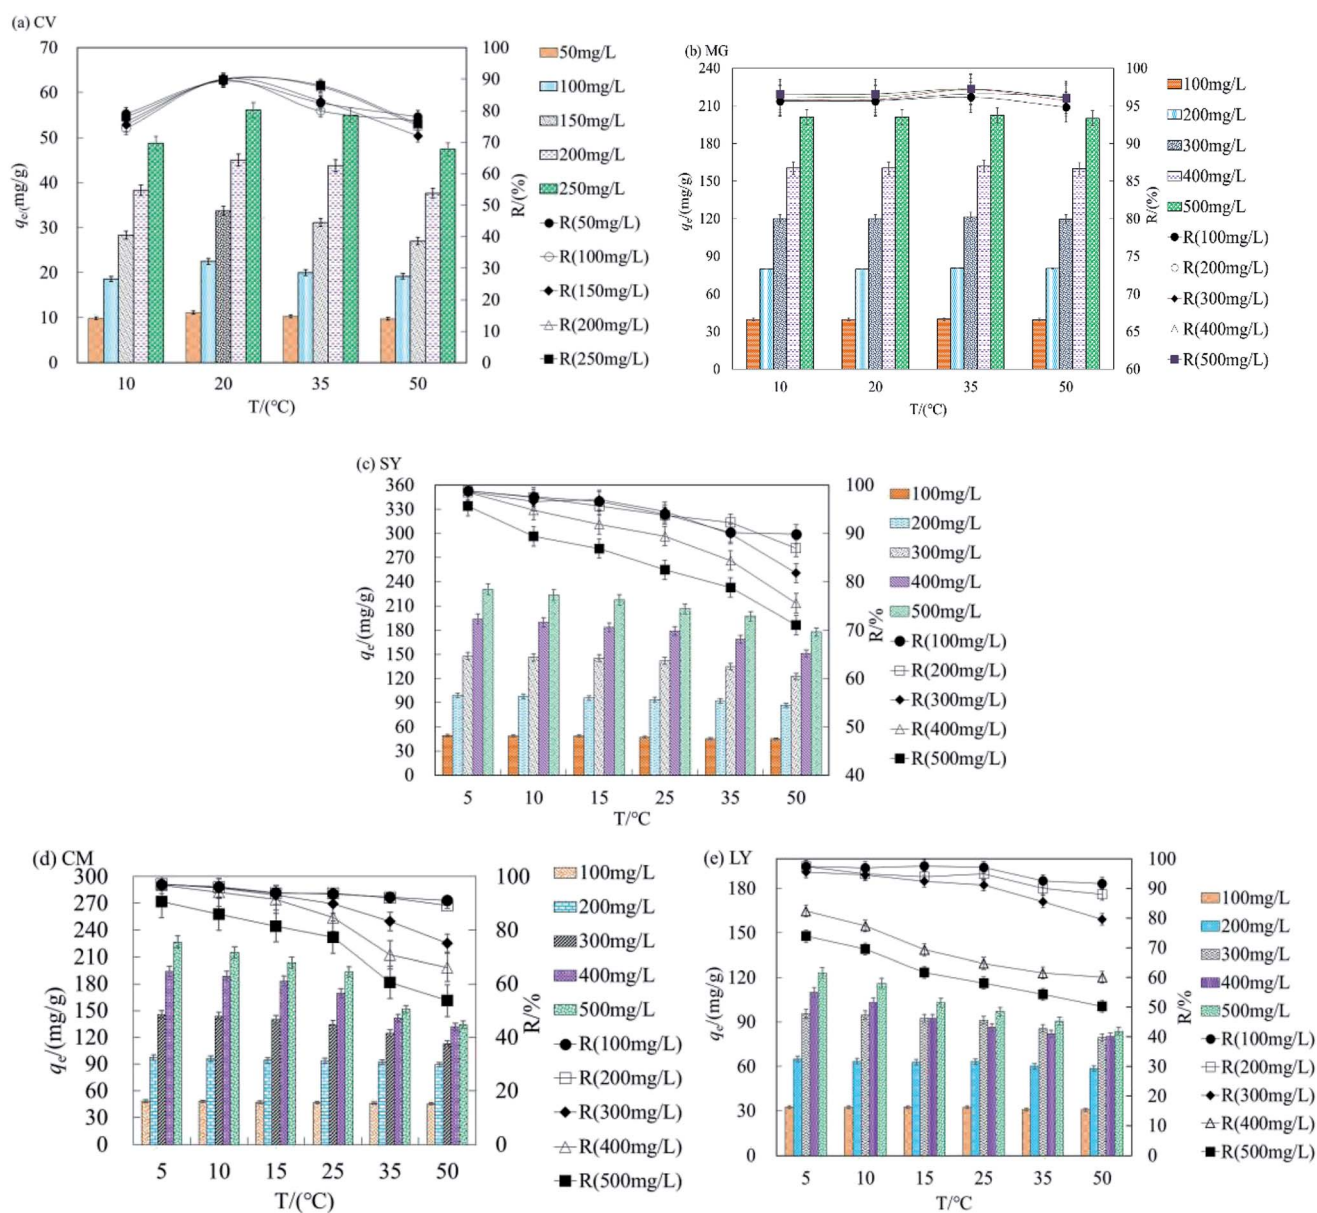 (a) CV
70
60
50
40
30
20
10
0
qe/(mg/g)
100
90
80
70
60
50
40
30
20
10
0
R/(%)
10 20 35 50
T/(°C)
50mg/L
100mg/L
150mg/L
200mg/L
250mg/L
R(50mg/L)
R(100mg/L)
R(150mg/L)
R(200mg/L)
R(250mg/L)
(b) MG
240
210
180
150
120
90
60
30
0
qe/(mg/g)
100
95
90
85
80
75
70
65
60
R/(%)
10 20 35 50
T/(°C)
100mg/L
200mg/L
300mg/L
400mg/L
500mg/L
R(100mg/L)
R(200mg/L)
R(300mg/L)
R(400mg/L)
R(500mg/L)
(c) SY
360
330
300
270
240
210
180
150
120
90
60
30
0
qe/(mg/g)
100
90
80
70
60
50
40
R/%
5 10 15 25 35 50
T/°C
100mg/L
200mg/L
300mg/L
400mg/L
500mg/L
R(100mg/L)
R(200mg/L)
R(300mg/L)
R(400mg/L)
R(500mg/L)
(d) CM
300
270
240
210
180
150
120
90
60
30
0
qe/(mg/g)
100
80
60
40
20
0
R/%
5 10 15 25 35 50
T/(°C)
100mg/L
200mg/L
300mg/L
400mg/L
500mg/L
R(100mg/L)
R(200mg/L)
R(300mg/L)
R(400mg/L)
R(500mg/L)
(e) LY
180
150
120
90
60
30
0
qe/(mg/g)
100
90
80
70
60
50
40
30
20
10
0
R/%
5 10 15 25 35 50
T/°C
100mg/L
200mg/L
300mg/L
400mg/L
500mg/L
R(100mg/L)
R(200mg/L)
R(300mg/L)
R(400mg/L)
R(500mg/L)